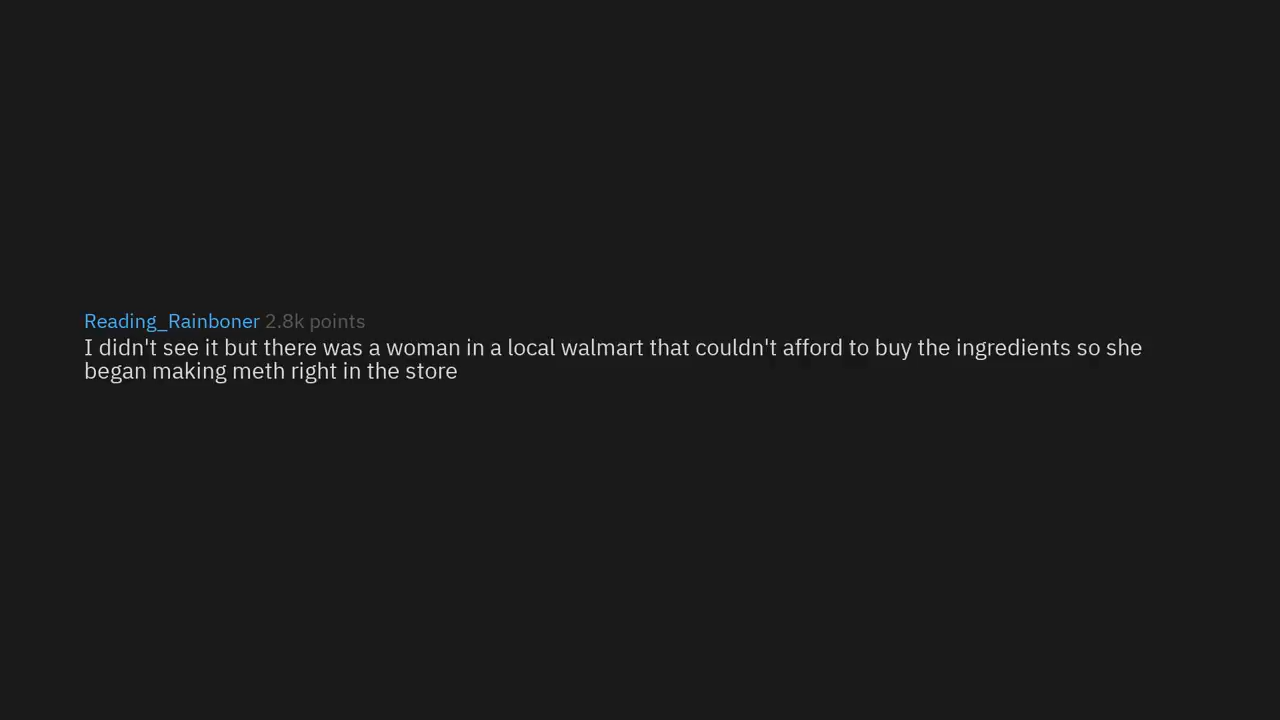 Reading_Rainboner 2.8k points
I didn't see it but there was a woman in a local walmart that couldn't afford to buy the ingredients so she
began making meth right in the store